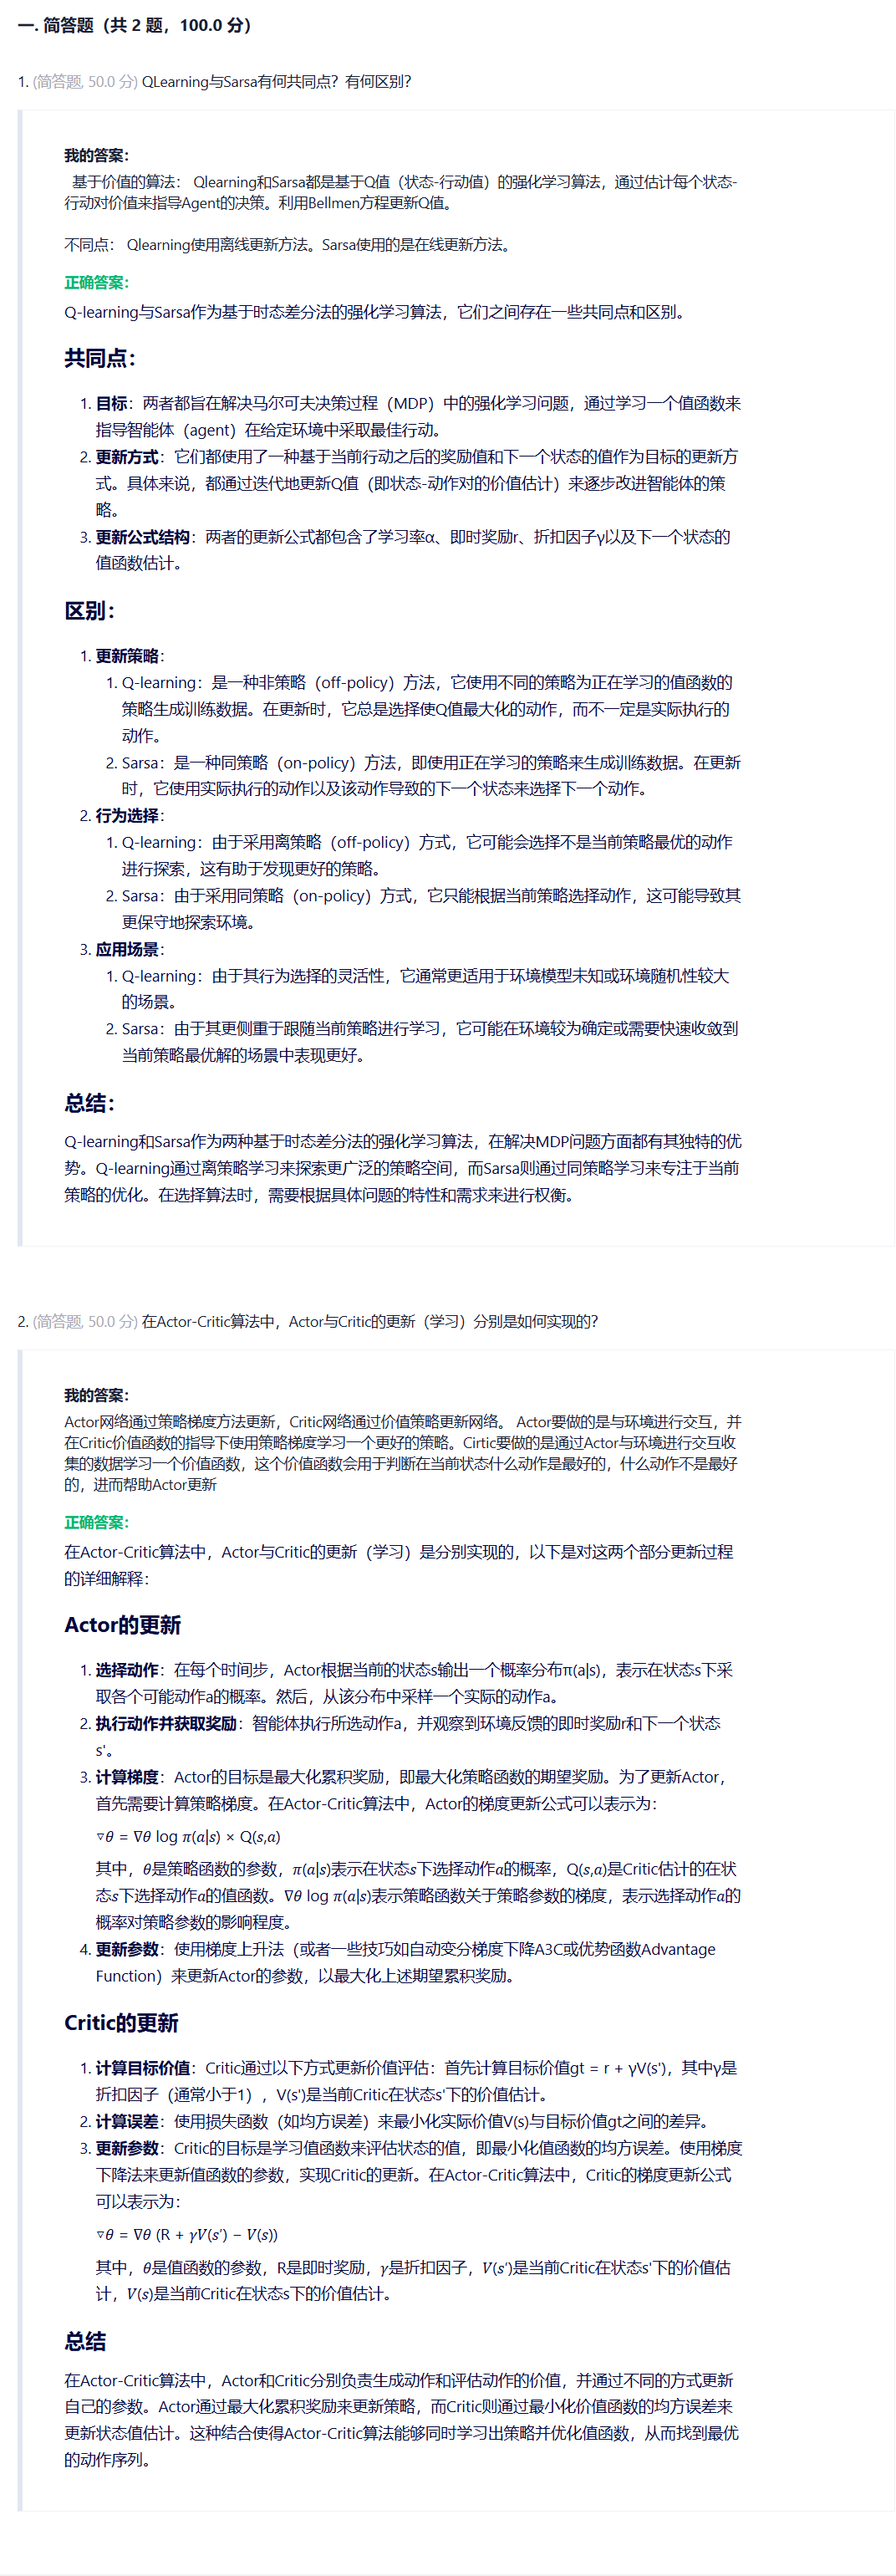 一. 简答题（共 2 题，100.0 分）
1. (简答题, 50.0 分) QLearning与Sarsa有何共同点？有何区别？
我的答案：
基于价值的算法： Qlearning和Sarsa都是基于Q值（状态-行动值）的强化学习算法，通过估计每个状态-
行动对价值来指导Agent的决策。利用Bellmen方程更新Q值。
不同点： Qlearning使用离线更新方法。Sarsa使用的是在线更新方法。
正确答案：
Q-learning与Sarsa作为基于时态差分法的强化学习算法，它们之间存在一些共同点和区别。
共同点：
1. 目标：两者都旨在解决马尔可夫决策过程（MDP）中的强化学习问题，通过学习一个值函数来
指导智能体（agent）在给定环境中采取最佳行动。
2. 更新方式：它们都使用了一种基于当前行动之后的奖励值和下一个状态的值作为目标的更新方
式。具体来说，都通过迭代地更新Q值（即状态-动作对的价值估计）来逐步改进智能体的策
略。
3. 更新公式结构：两者的更新公式都包含了学习率α、即时奖励r、折扣因子γ以及下一个状态的
值函数估计。
区别：
1. 更新策略：
1. Q-learning：是一种非策略（off-policy）方法，它使用不同的策略为正在学习的值函数的
策略生成训练数据。在更新时，它总是选择使Q值最大化的动作，而不一定是实际执行的
动作。
2. Sarsa：是一种同策略（on-policy）方法，即使用正在学习的策略来生成训练数据。在更新
时，它使用实际执行的动作以及该动作导致的下一个状态来选择下一个动作。
2. 行为选择：
1. Q-learning：由于采用离策略（off-policy）方式，它可能会选择不是当前策略最优的动作
进行探索，这有助于发现更好的策略。
2. Sarsa：由于采用同策略（on-policy）方式，它只能根据当前策略选择动作，这可能导致其
更保守地探索环境。
3. 应用场景：
1. Q-learning：由于其行为选择的灵活性，它通常更适用于环境模型未知或环境随机性较大
的场景。
2. Sarsa：由于其更侧重于跟随当前策略进行学习，它可能在环境较为确定或需要快速收敛到
当前策略最优解的场景中表现更好。
总结：
Q-learning和Sarsa作为两种基于时态差分法的强化学习算法，在解决MDP问题方面都有其独特的优
势。Q-learning通过离策略学习来探索更广泛的策略空间，而Sarsa则通过同策略学习来专注于当前
策略的优化。在选择算法时，需要根据具体问题的特性和需求来进行权衡。
2. (简答题, 50.0 分) 在Actor-Critic算法中，Actor与Critic的更新（学习）分别是如何实现的？
我的答案：
Actor网络通过策略梯度方法更新，Critic网络通过价值策略更新网络。 Actor要做的是与环境进行交互，并
在Critic价值函数的指导下使用策略梯度学习一个更好的策略。Cirtic要做的是通过Actor与环境进行交互收
集的数据学习一个价值函数，这个价值函数会用于判断在当前状态什么动作是最好的，什么动作不是最好
的，进而帮助Actor更新
正确答案：
在Actor-Critic算法中，Actor与Critic的更新（学习）是分别实现的，以下是对这两个部分更新过程
的详细解释：
Actor的更新
1. 选择动作：在每个时间步，Actor根据当前的状态s输出一个概率分布π(a|s)，表示在状态s下采
取各个可能动作a的概率。然后，从该分布中采样一个实际的动作a。
2. 执行动作并获取奖励：智能体执行所选动作a，并观察到环境反馈的即时奖励r和下一个状态
s'。
3. 计算梯度：Actor的目标是最大化累积奖励，即最大化策略函数的期望奖励。为了更新Actor，
首先需要计算策略梯度。在Actor-Critic算法中，Actor的梯度更新公式可以表示为：
▿θ = ∇θ log π(a|s) × Q(s,a)
其中，θ是策略函数的参数，π(a|s)表示在状态s下选择动作a的概率，Q(s,a)是Critic估计的在状
态s下选择动作a的值函数。∇θ log π(a|s)表示策略函数关于策略参数的梯度，表示选择动作a的
概率对策略参数的影响程度。
4. 更新参数：使用梯度上升法（或者一些技巧如自动变分梯度下降A3C或优势函数Advantage
Function）来更新Actor的参数，以最大化上述期望累积奖励。
Critic的更新
1. 计算目标价值：Critic通过以下方式更新价值评估：首先计算目标价值gt = r + γV(s')，其中γ是
折扣因子（通常小于1），V(s')是当前Critic在状态s'下的价值估计。
2. 计算误差：使用损失函数（如均方误差）来最小化实际价值V(s)与目标价值gt之间的差异。
3. 更新参数：Critic的目标是学习值函数来评估状态的值，即最小化值函数的均方误差。使用梯度
下降法来更新值函数的参数，实现Critic的更新。在Actor-Critic算法中，Critic的梯度更新公式
可以表示为：
▿θ = ∇θ (R + γV(s′) − V(s))
其中，θ是值函数的参数，R是即时奖励，γ是折扣因子，V(s′)是当前Critic在状态s'下的价值估
计，V(s)是当前Critic在状态s下的价值估计。
总结
在Actor-Critic算法中，Actor和Critic分别负责生成动作和评估动作的价值，并通过不同的方式更新
自己的参数。Actor通过最大化累积奖励来更新策略，而Critic则通过最小化价值函数的均方误差来
更新状态值估计。这种结合使得Actor-Critic算法能够同时学习出策略并优化值函数，从而找到最优
的动作序列。